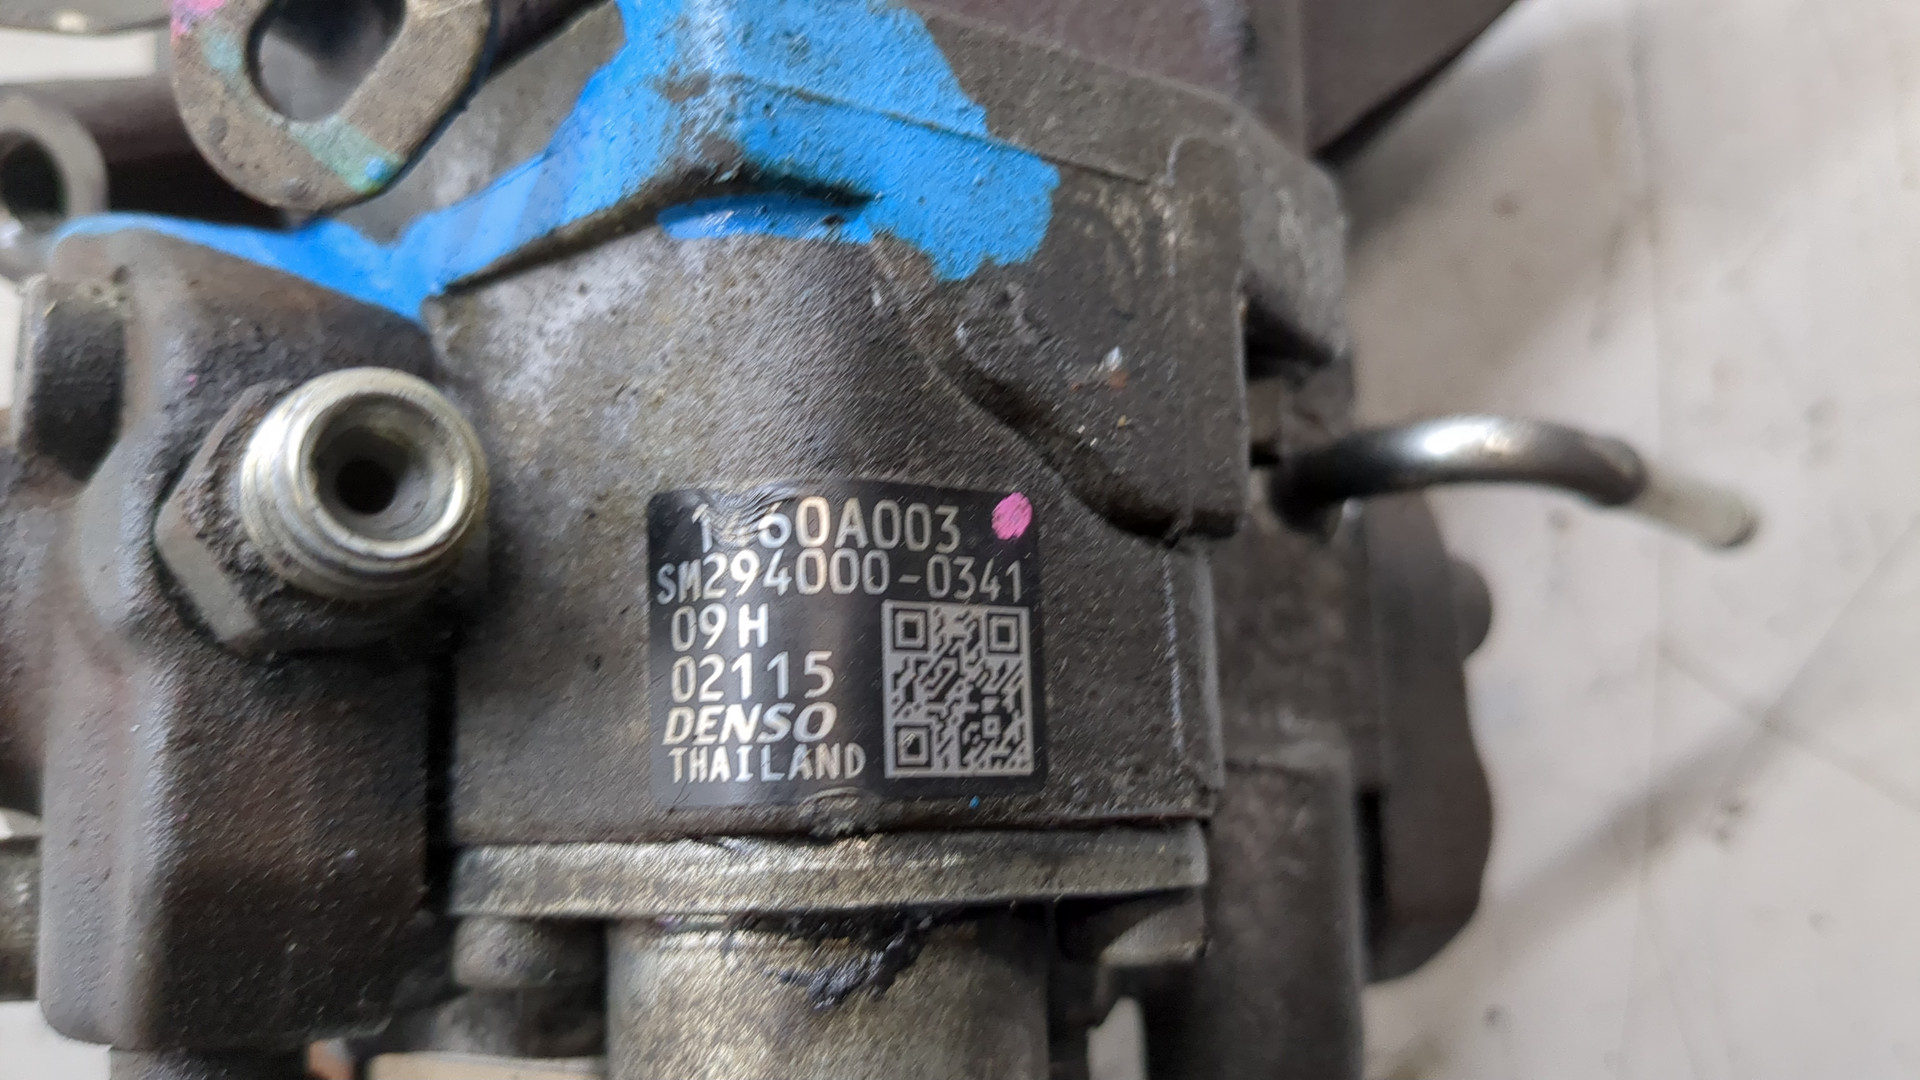 SM294000-0341
09H
02115
DENSO
THAILAND